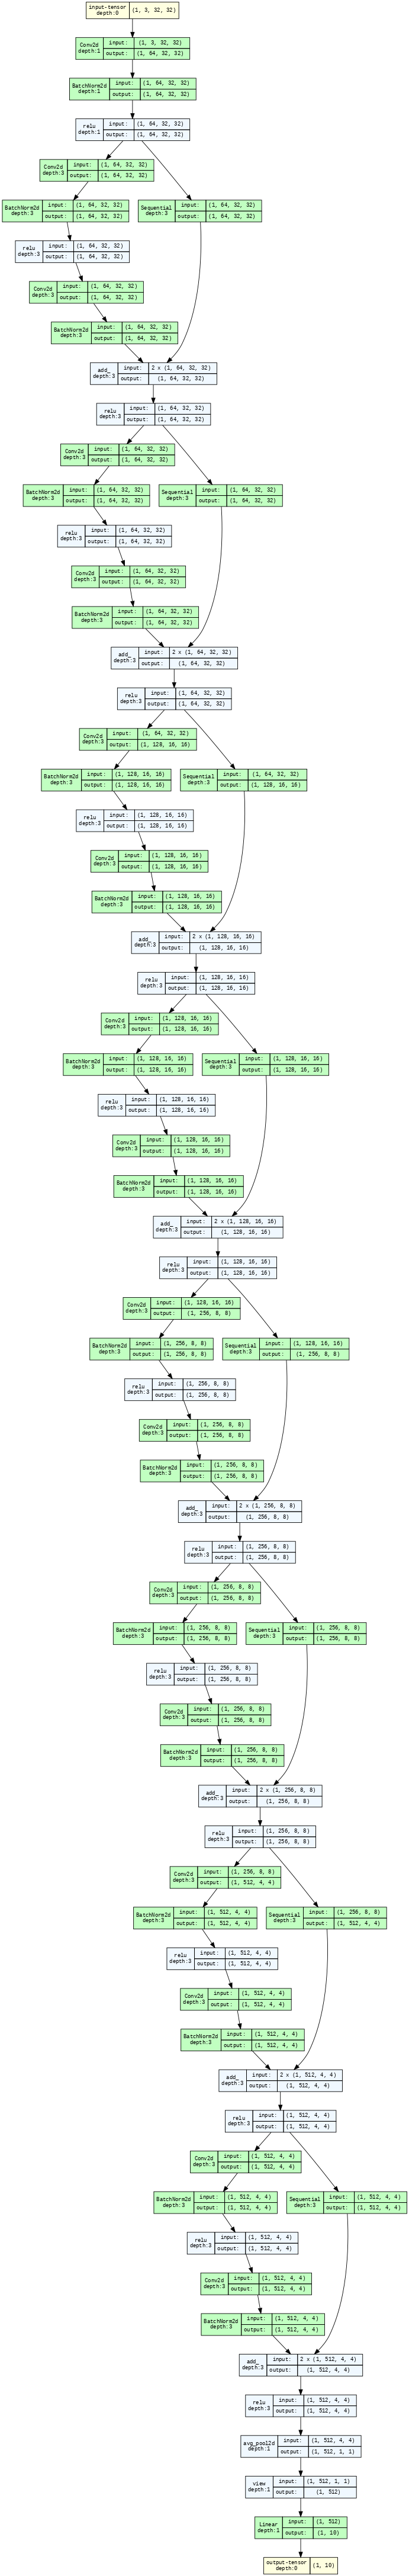 input-tensor (1, 3, 32, 32)
depth:0
Conv2d input: (1, 3, 32, 32)
depth:1 output: (1, 64, 32, 32)
BatchNorm2d input: (1, 64, 32, 32)
depth:1 output: (1, 64, 32, 32)
relu input: (1, 64, 32, 32)
depth:1 output: (1, 64, 32, 32)
Conv2d input: (1, 64, 32, 32)
depth:3 output: (1, 64, 32, 32)
BatchNorm2d input: (1, 64, 32, 32)
depth:3 output: (1, 64, 32, 32)
Sequential input: (1, 64, 32, 32)
depth:3 output: (1, 64, 32, 32)
relu input: (1, 64, 32, 32)
depth:3 output: (1, 64, 32, 32)
Conv2d input: (1, 64, 32, 32)
depth:3 output: (1, 64, 32, 32)
BatchNorm2d input: (1, 64, 32, 32)
depth:3 output: (1, 64, 32, 32)
add_ input: 2 x (1, 64, 32, 32)
depth:3 output: (1, 64, 32, 32)
relu input: (1, 64, 32, 32)
depth:3 output: (1, 64, 32, 32)
Conv2d input: (1, 64, 32, 32)
depth:3 output: (1, 64, 32, 32)
BatchNorm2d input: (1, 64, 32, 32)
depth:3 output: (1, 64, 32, 32)
Sequential input: (1, 64, 32, 32)
depth:3 output: (1, 64, 32, 32)
relu input: (1, 64, 32, 32)
depth:3 output: (1, 64, 32, 32)
Conv2d input: (1, 64, 32, 32)
depth:3 output: (1, 64, 32, 32)
BatchNorm2d input: (1, 64, 32, 32)
depth:3 output: (1, 64, 32, 32)
add_ input: 2 x (1, 64, 32, 32)
depth:3 output: (1, 64, 32, 32)
relu input: (1, 64, 32, 32)
depth:3 output: (1, 64, 32, 32)
Conv2d input: (1, 64, 32, 32)
depth:3 output: (1, 128, 16, 16)
BatchNorm2d input: (1, 128, 16, 16)
depth:3 output: (1, 128, 16, 16)
Sequential input: (1, 64, 32, 32)
depth:3 output: (1, 128, 16, 16)
relu input: (1, 128, 16, 16)
depth:3 output: (1, 128, 16, 16)
Conv2d input: (1, 128, 16, 16)
depth:3 output: (1, 128, 16, 16)
BatchNorm2d input: (1, 128, 16, 16)
depth:3 output: (1, 128, 16, 16)
add_ input: 2 x (1, 128, 16, 16)
depth:3 output: (1, 128, 16, 16)
relu input: (1, 128, 16, 16)
depth:3 output: (1, 128, 16, 16)
Conv2d input: (1, 128, 16, 16)
depth:3 output: (1, 128, 16, 16)
BatchNorm2d input: (1, 128, 16, 16)
depth:3 output: (1, 128, 16, 16)
Sequential input: (1, 128, 16, 16)
depth:3 output: (1, 128, 16, 16)
relu input: (1, 128, 16, 16)
depth:3 output: (1, 128, 16, 16)
Conv2d input: (1, 128, 16, 16)
depth:3 output: (1, 128, 16, 16)
BatchNorm2d input: (1, 128, 16, 16)
depth:3 output: (1, 128, 16, 16)
add_ input: 2 x (1, 128, 16, 16)
depth:3 output: (1, 128, 16, 16)
relu input: (1, 128, 16, 16)
depth:3 output: (1, 128, 16, 16)
Conv2d input: (1, 128, 16, 16)
depth:3 output: (1, 256, 8, 8)
BatchNorm2d input: (1, 256, 8, 8)
depth:3 output: (1, 256, 8, 8)
Sequential input: (1, 128, 16, 16)
depth:3 output: (1, 256, 8, 8)
relu input: (1, 256, 8, 8)
depth:3 output: (1, 256, 8, 8)
Conv2d input: (1, 256, 8, 8)
depth:3 output: (1, 256, 8, 8)
BatchNorm2d input: (1, 256, 8, 8)
depth:3 output: (1, 256, 8, 8)
add_ input: 2 x (1, 256, 8, 8)
depth:3 output: (1, 256, 8, 8)
relu input: (1, 256, 8, 8)
depth:3 output: (1, 256, 8, 8)
Conv2d input: (1, 256, 8, 8)
depth:3 output: (1, 256, 8, 8)
BatchNorm2d input: (1, 256, 8, 8)
depth:3 output: (1, 256, 8, 8)
Sequential input: (1, 256, 8, 8)
depth:3 output: (1, 256, 8, 8)
relu input: (1, 256, 8, 8)
depth:3 output: (1, 256, 8, 8)
Conv2d input: (1, 256, 8, 8)
depth:3 output: (1, 256, 8, 8)
BatchNorm2d input: (1, 256, 8, 8)
depth:3 output: (1, 256, 8, 8)
add_ input: 2 x (1, 256, 8, 8)
depth:3 output: (1, 256, 8, 8)
relu input: (1, 256, 8, 8)
depth:3 output: (1, 256, 8, 8)
Conv2d input: (1, 256, 8, 8)
depth:3 output: (1, 512, 4, 4)
BatchNorm2d input: (1, 512, 4, 4)
depth:3 output: (1, 512, 4, 4)
Sequential input: (1, 256, 8, 8)
depth:3 output: (1, 512, 4, 4)
relu input: (1, 512, 4, 4)
depth:3 output: (1, 512, 4, 4)
Conv2d input: (1, 512, 4, 4)
depth:3 output: (1, 512, 4, 4)
BatchNorm2d input: (1, 512, 4, 4)
depth:3 output: (1, 512, 4, 4)
add_ input: 2 x (1, 512, 4, 4)
depth:3 output: (1, 512, 4, 4)
relu input: (1, 512, 4, 4)
depth:3 output: (1, 512, 4, 4)
Conv2d input: (1, 512, 4, 4)
depth:3 output: (1, 512, 4, 4)
BatchNorm2d input: (1, 512, 4, 4)
depth:3 output: (1, 512, 4, 4)
Sequential input: (1, 512, 4, 4)
depth:3 output: (1, 512, 4, 4)
relu input: (1, 512, 4, 4)
depth:3 output: (1, 512, 4, 4)
Conv2d input: (1, 512, 4, 4)
depth:3 output: (1, 512, 4, 4)
BatchNorm2d input: (1, 512, 4, 4)
depth:3 output: (1, 512, 4, 4)
add_ input: 2 x (1, 512, 4, 4)
depth:3 output: (1, 512, 4, 4)
relu input: (1, 512, 4, 4)
depth:3 output: (1, 512, 4, 4)
avg_pool2d input: (1, 512, 4, 4)
depth:1 output: (1, 512, 1, 1)
view input: (1, 512, 1, 1)
depth:1 output: (1, 512)
Linear input: (1, 512)
depth:1 output: (1, 10)
output-tensor (1, 10)
depth:0